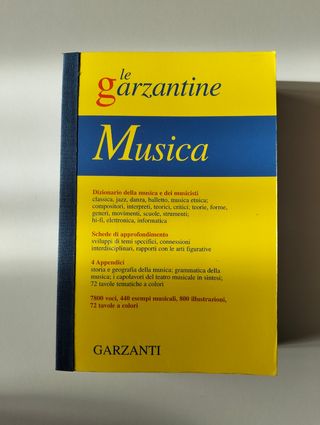 le
garzantine
Musica
Dizionario della musica e dei musicisti
classica, jazz, danza, balletto, musica etnica;
compositori, interpreti, teorici, critici; teorie, forme,
generi, movimenti, scuole, strumenti;
hi-fi, elettronica, informatica
Schede di approfondimento
sviluppi di temi specifici, connessioni
interdisciplinari, rapporti con le arti figurative
4 Appendici
storia e geografia della musica; grammatica della
musica; i capolavori del teatro musicale in sintesi;
72 tavole tematiche a colori
7800 voci, 440 esempi musicali, 800 illustrazioni,
72 tavole a colori
GARZANTI